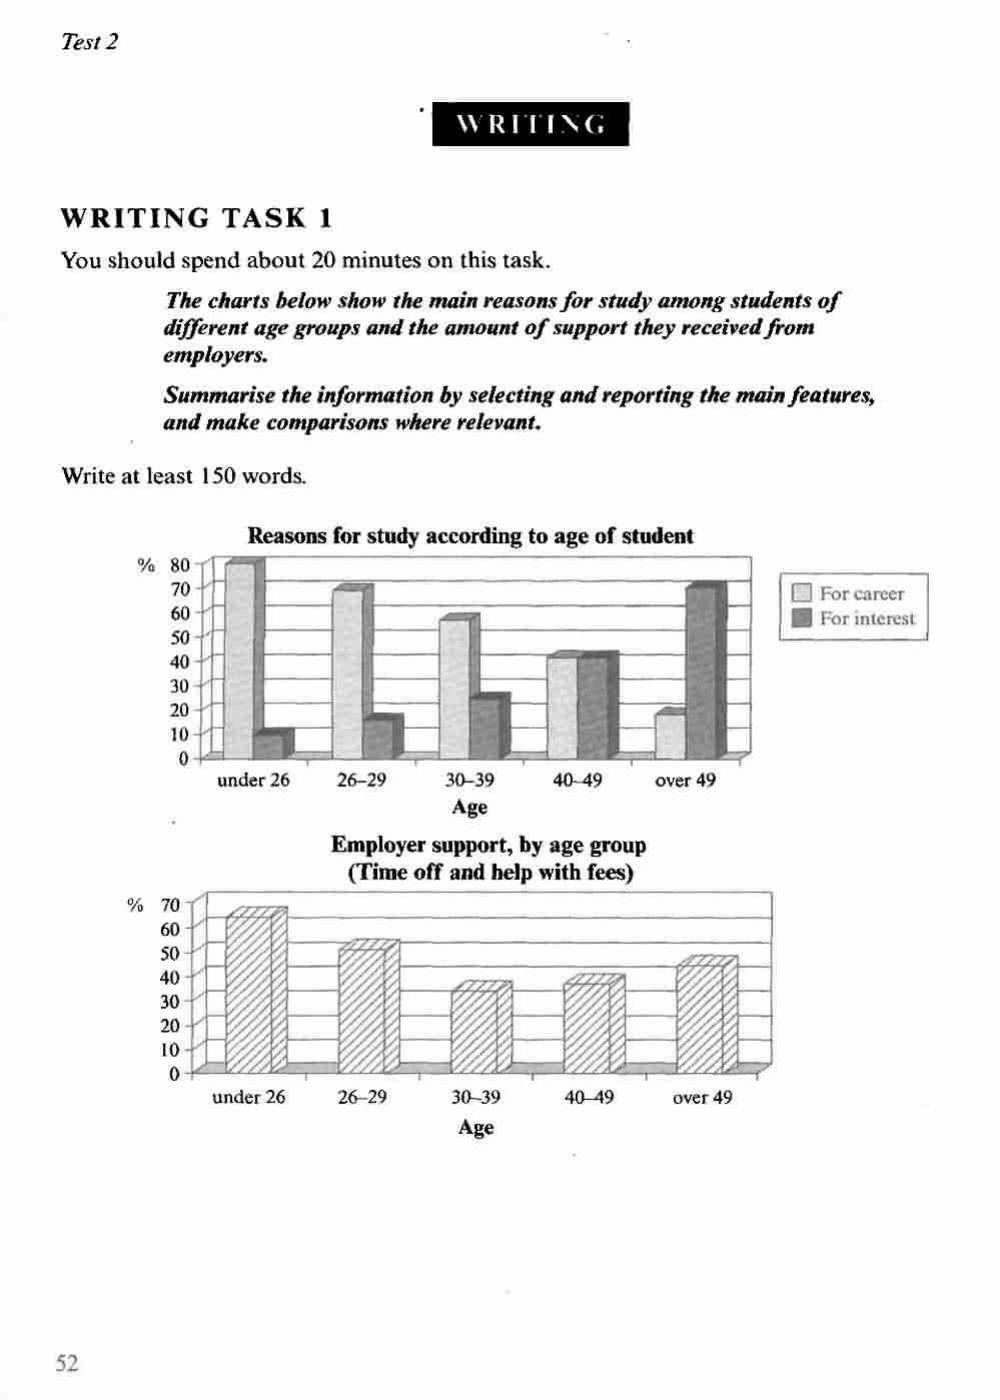 Test 2
WRITING
WRITING TASK 1
You should spend about 20 minutes on this task.
The charts below show the main reasons for study among students of
different age groups and the amount of support they received from
employers.
Summarise the information by selecting and reporting the main features,
and make comparisons where relevant.
Write at least 150 words.
Reasons for study according to age of student
% 80
70
60
50
40
30
20
10
0
under 26 26–29 30–39 40–49 over 49
Age
For career
For interest
Employer support, by age group
(Time off and help with fees)
% 70
60
50
40
30
20
10
0
under 26 26–29 30–39 40–49 over 49
Age
52